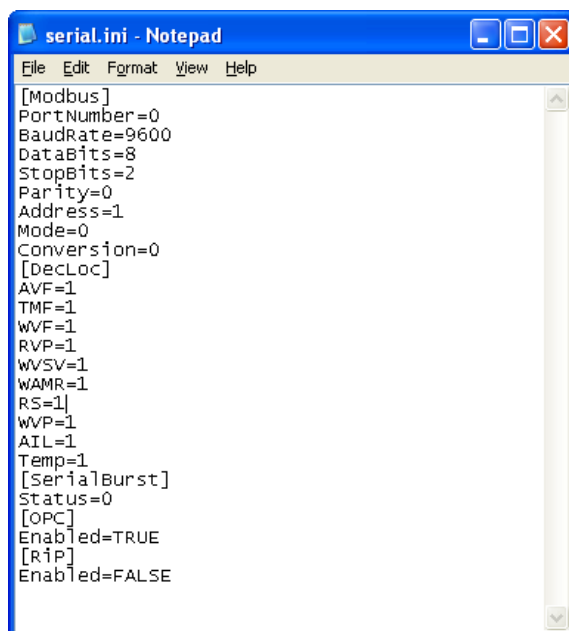 serial.ini - Notepad
File Edit Format View Help
[Modbus]
PortNumber=0
BaudRate=9600
DataBits=8
StopBits=2
Parity=0
Address=1
Mode=0
Conversion=0
[DecLoc]
AVF=1
TMF=1
WVF=1
RVP=1
WVSV=1
WAMR=1
RS=1
WVP=1
AIL=1
Temp=1
[SerialBurst]
Status=0
[OPC]
Enabled=TRUE
[RiP]
Enabled=FALSE